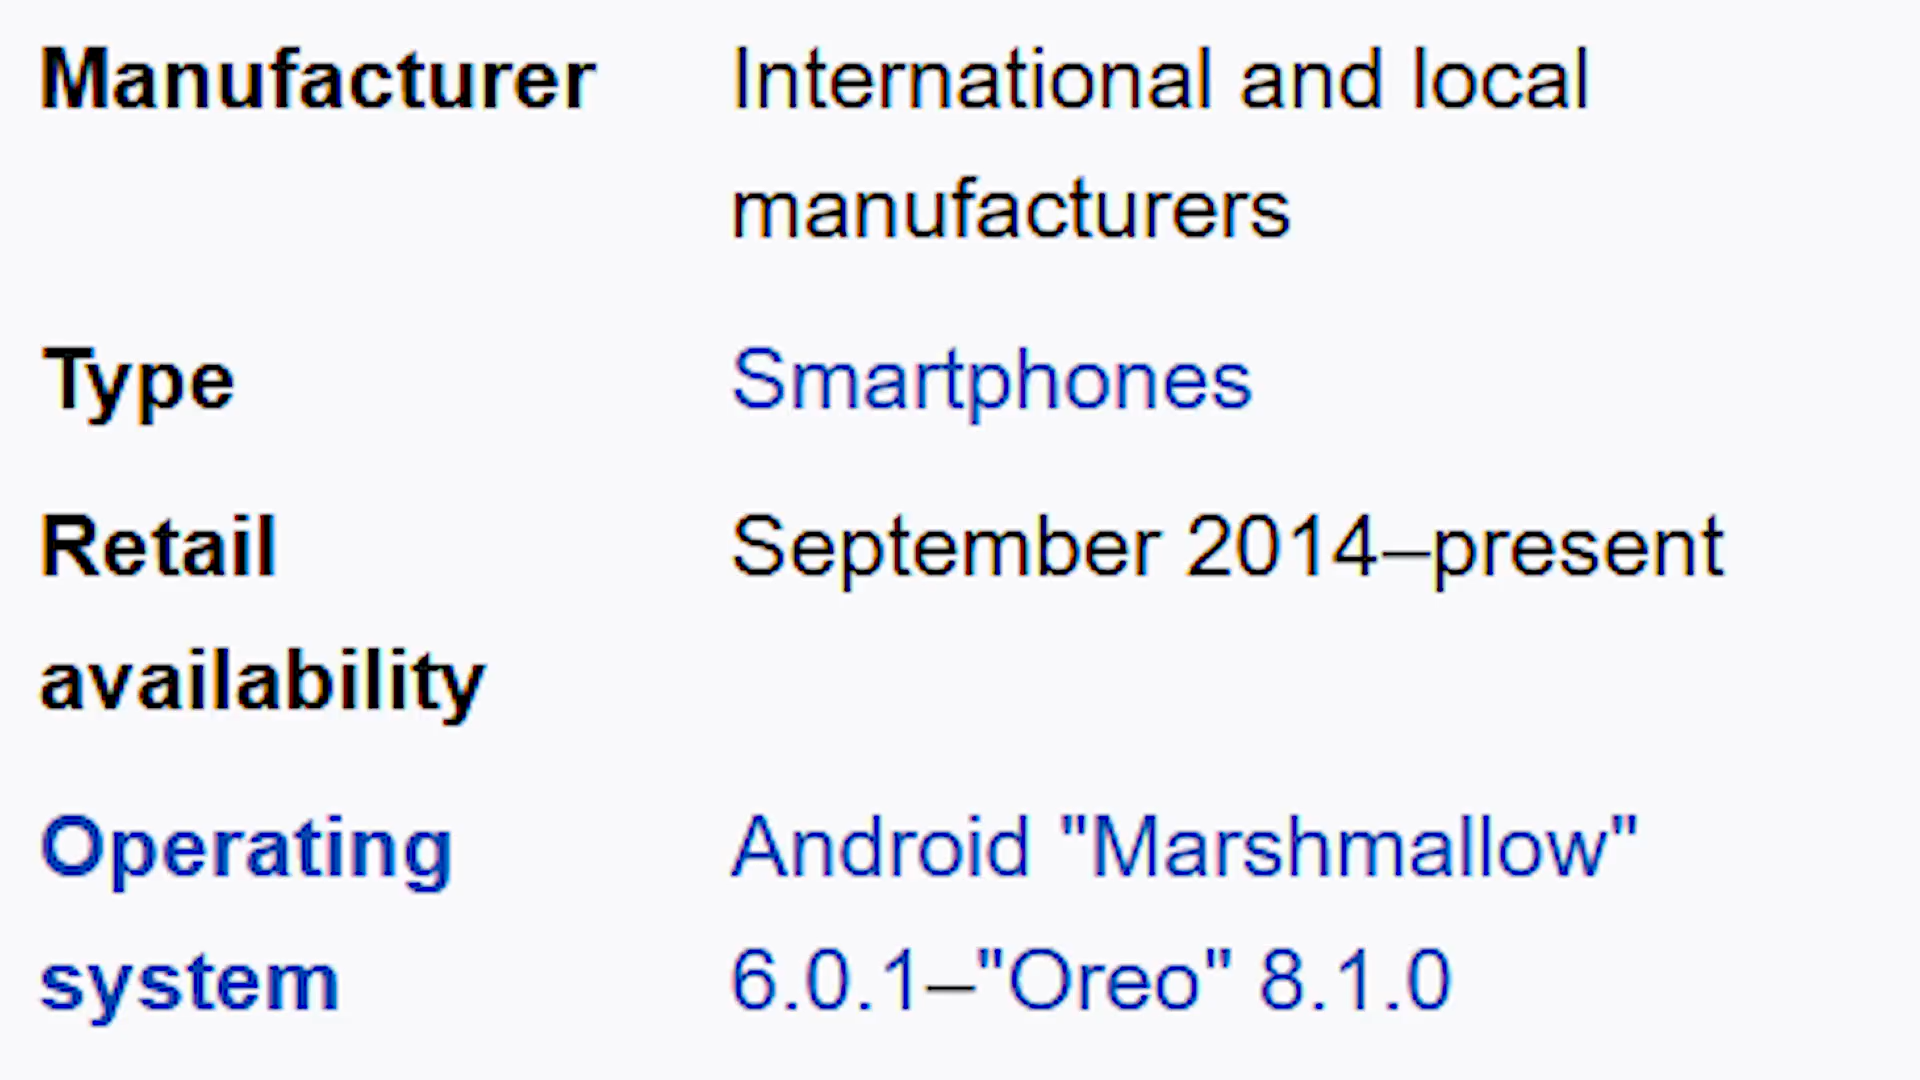 Manufacturer International and local
manufacturers
Type Smartphones
Retail September 2014–present
availability
Operating Android "Marshmallow"
system 6.0.1–"Oreo" 8.1.0